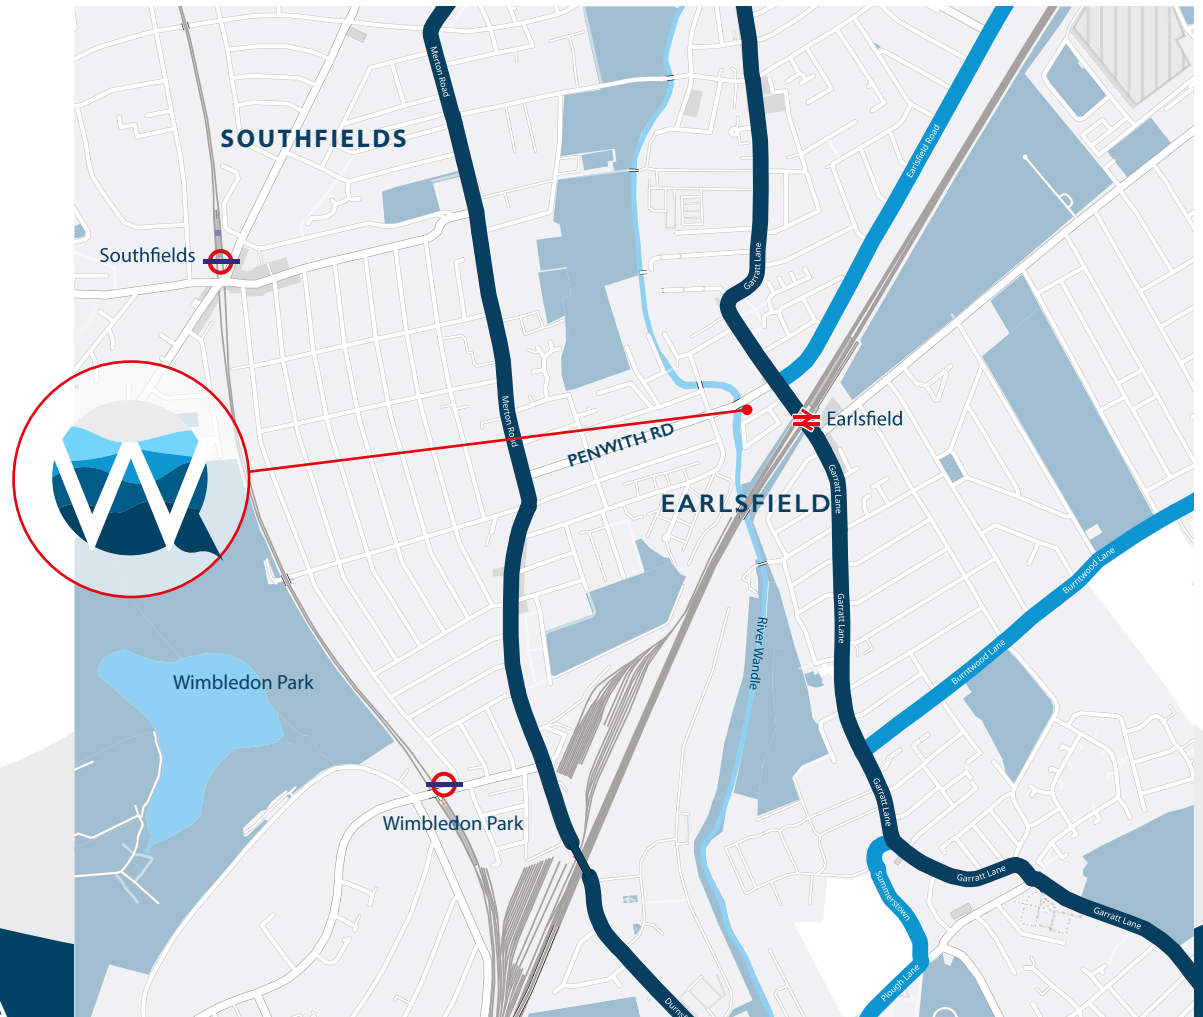 Merton Road
SOUTHFIELDS
Earlsfield Road
Southfields
Garratt Lane
Merton Road
Earlsfield
PENWITH RD
W
EARLSFIELD
Garratt Lane
Burntwood Lane
Garratt Lane
River Wandle
Burntwood Lane
Wimbledon Park
Garratt Lane
Wimbledon Park
Garratt Lane
Summerstown
Garratt Lane
Plough Lane
Durnsf